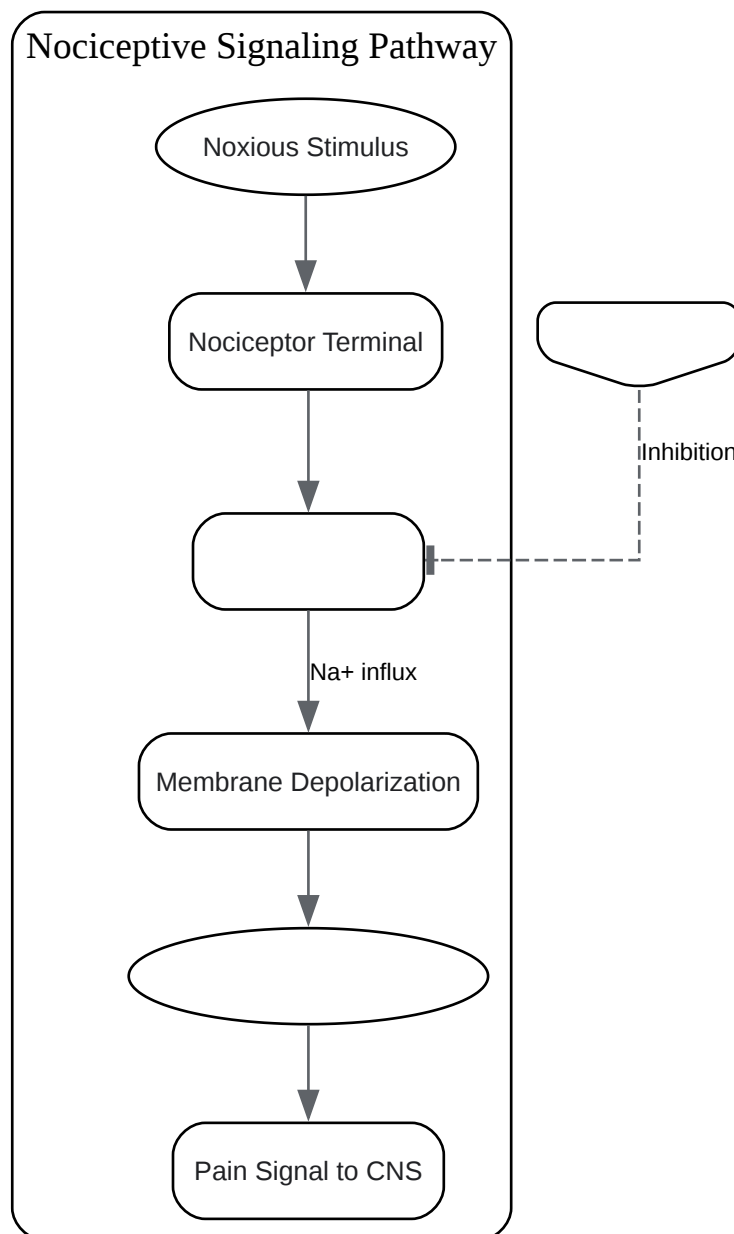 Nociceptive Signaling Pathway
Noxious Stimulus
Nociceptor Terminal
Inhibition
Na+ influx
Membrane Depolarization
Pain Signal to CNS